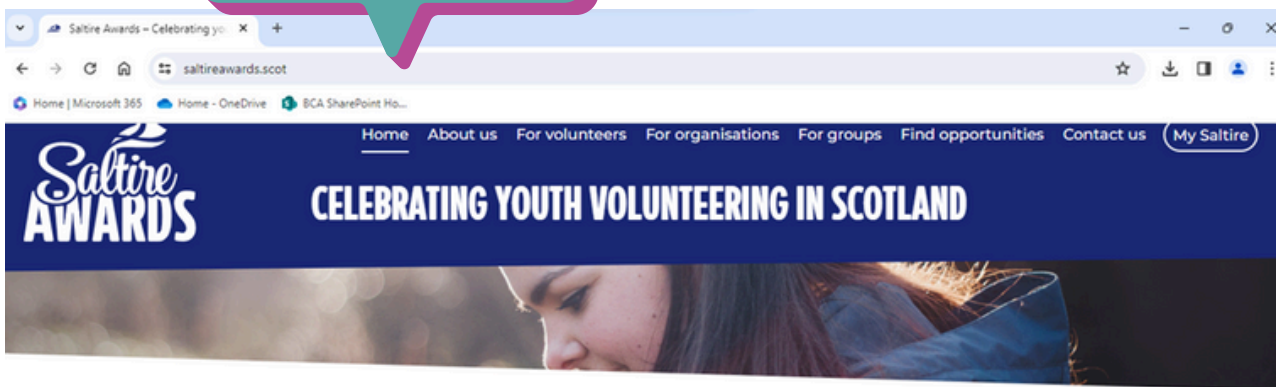 Saltire Awards – Celebrating yo
saltireawards.scot
Home | Microsoft 365 Home - OneDrive BCA SharePoint Ho...
Saltire
AWARDS
Home About us For volunteers For organisations For groups Find opportunities Contact us My Saltire
CELEBRATING YOUTH VOLUNTEERING IN SCOTLAND